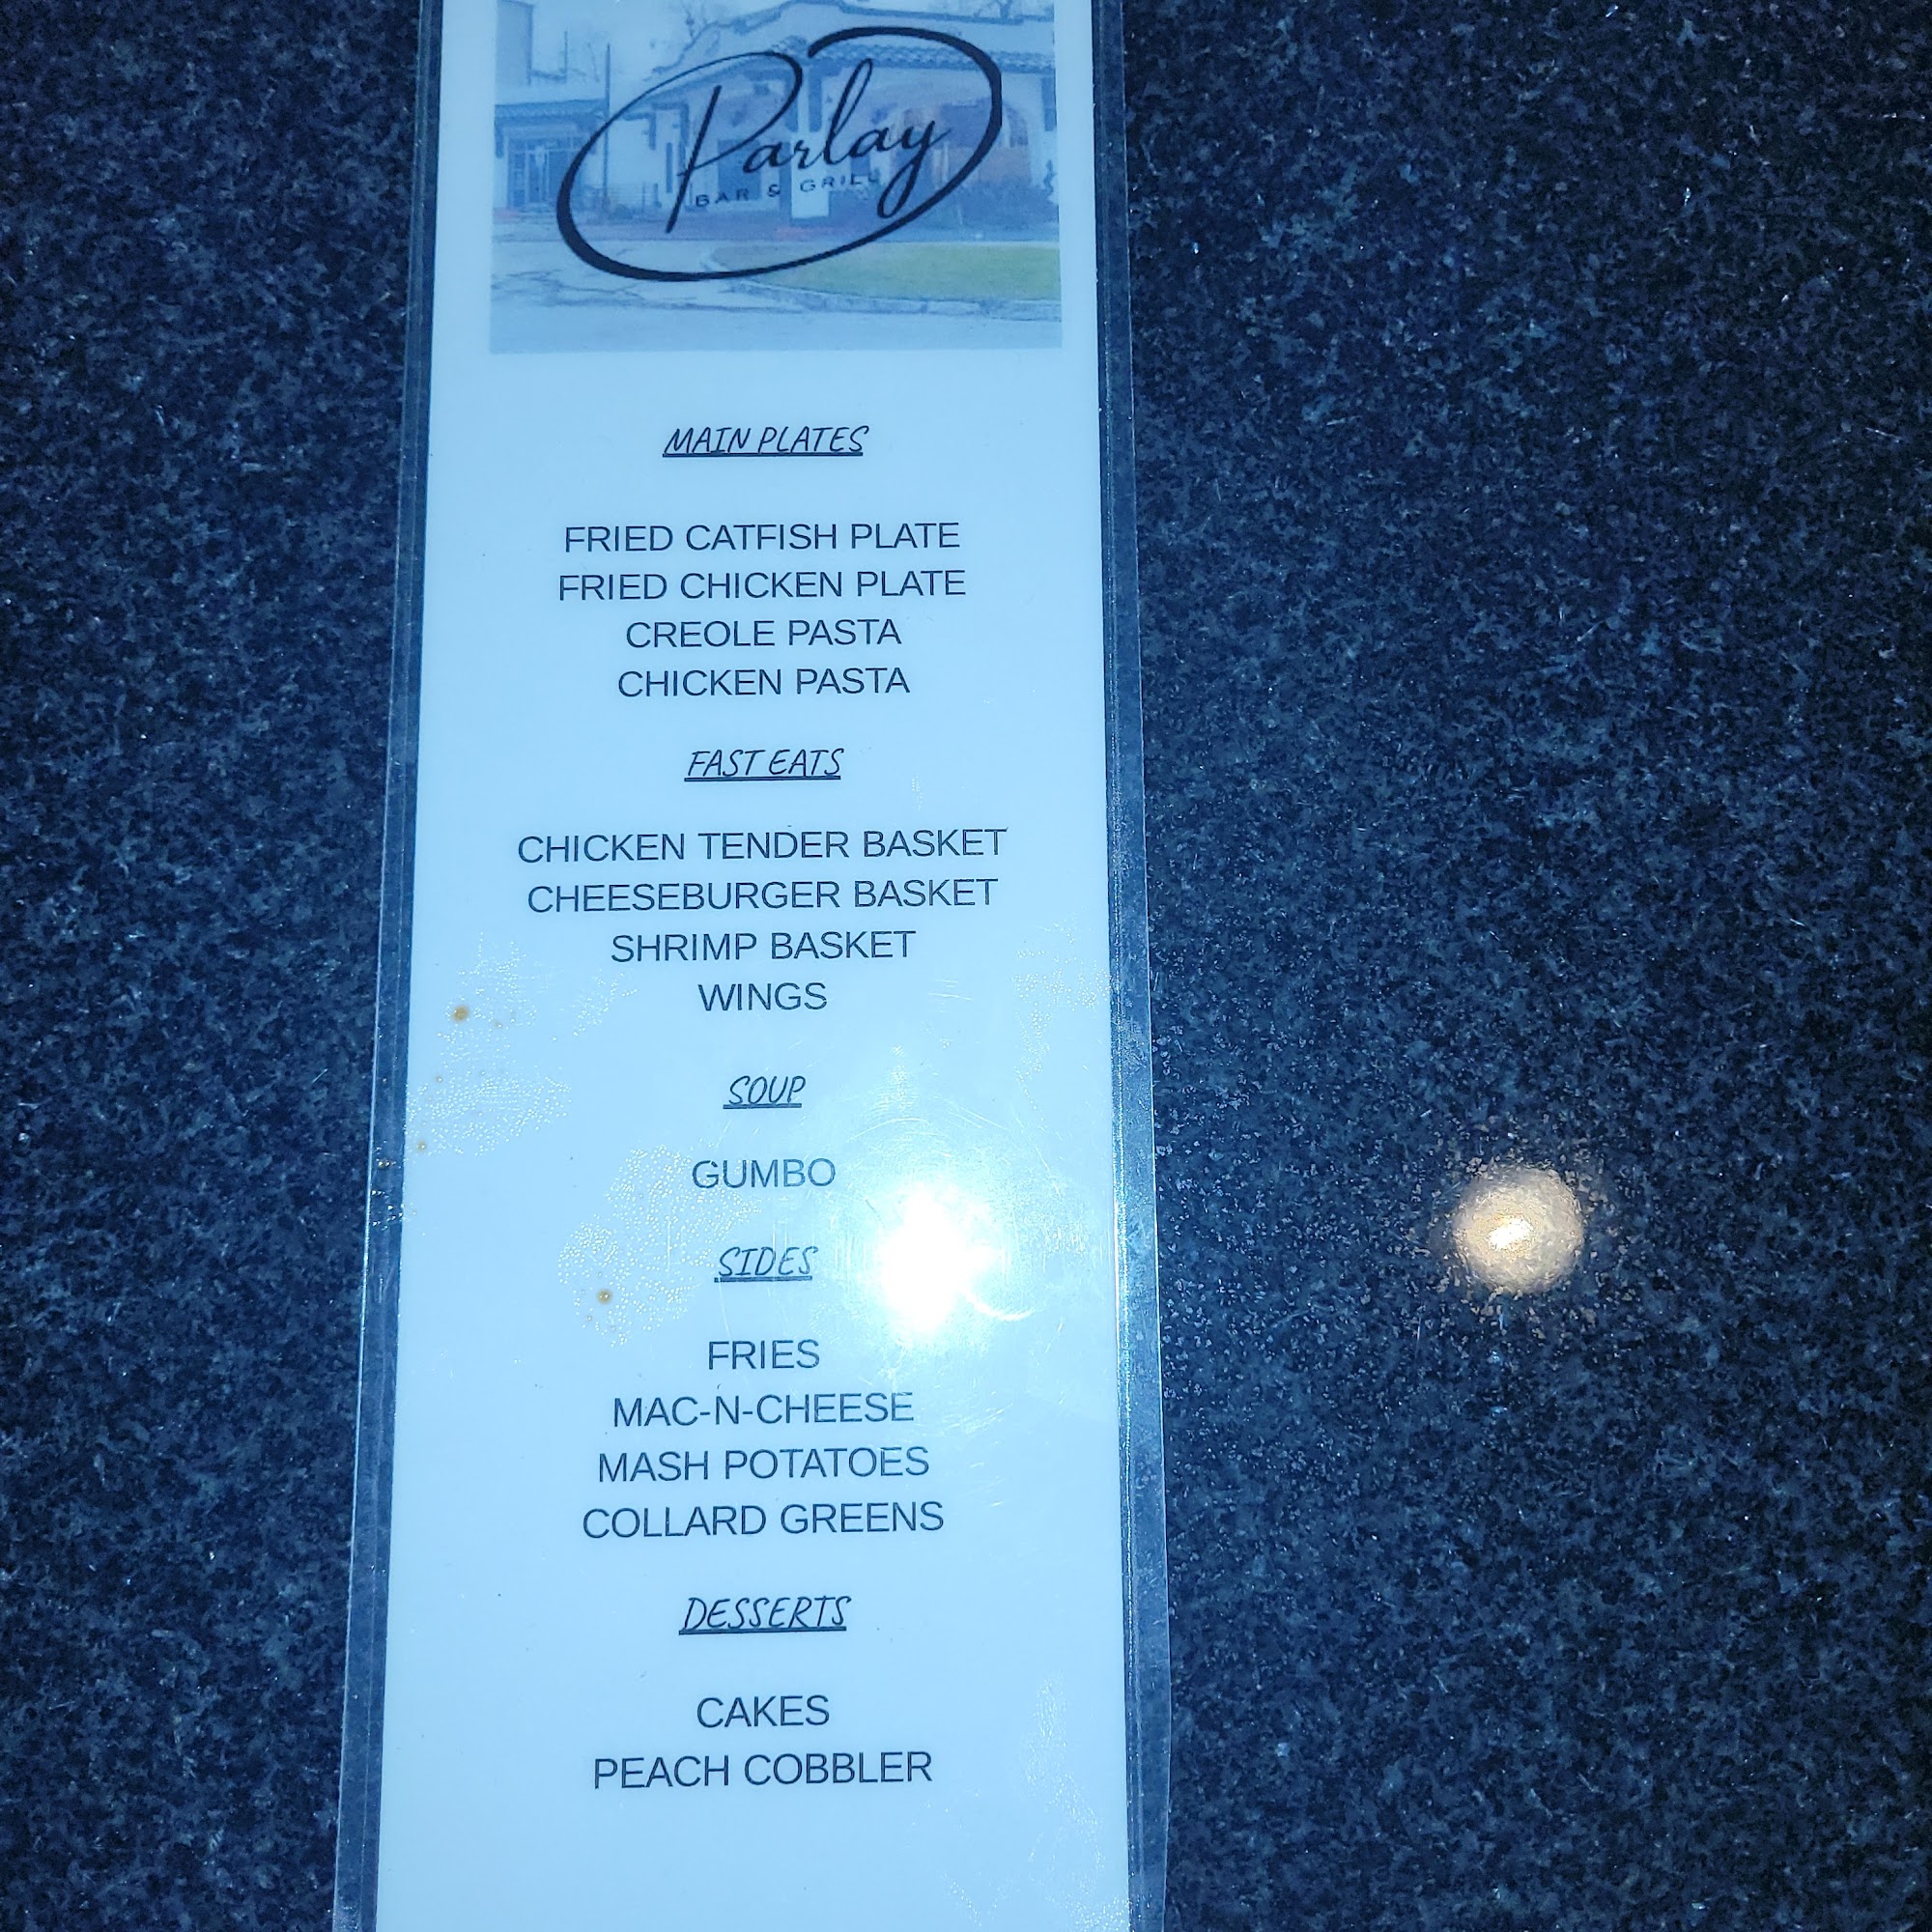 Parlay
BAR & GRILL
MAIN PLATES
FRIED CATFISH PLATE
FRIED CHICKEN PLATE
CREOLE PASTA
CHICKEN PASTA
FAST EATS
CHICKEN TENDER BASKET
CHEESEBURGER BASKET
SHRIMP BASKET
WINGS
SOUP
GUMBO
SIDES
FRIES
MAC-N-CHEESE
MASH POTATOES
COLLARD GREENS
DESSERTS
CAKES
PEACH COBBLER